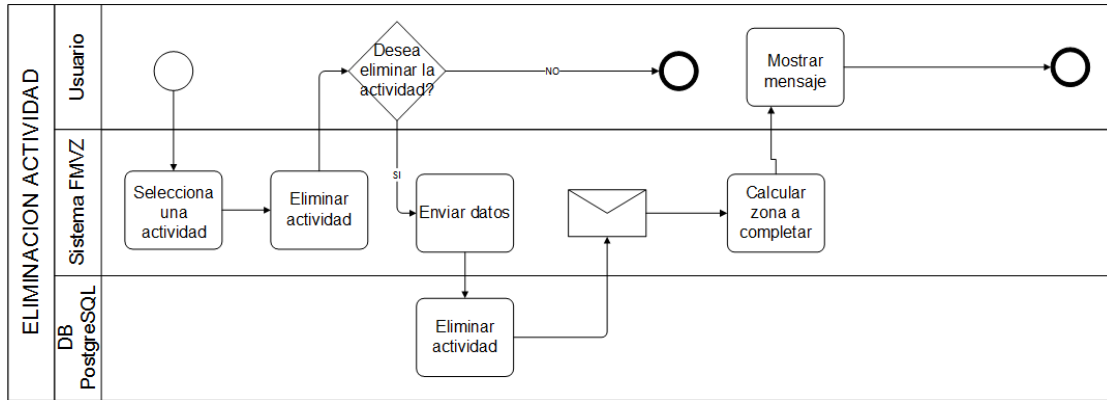 ELIMINACION ACTIVIDAD
Usuario
Desea
eliminar la
actividad?
NO
Mostrar
mensaje
Sistema FMVZ
Selecciona
una
actividad
Eliminar
actividad
SI
Enviar datos
Calcular
zona a
completar
DB
PostgreSQL
Eliminar
actividad